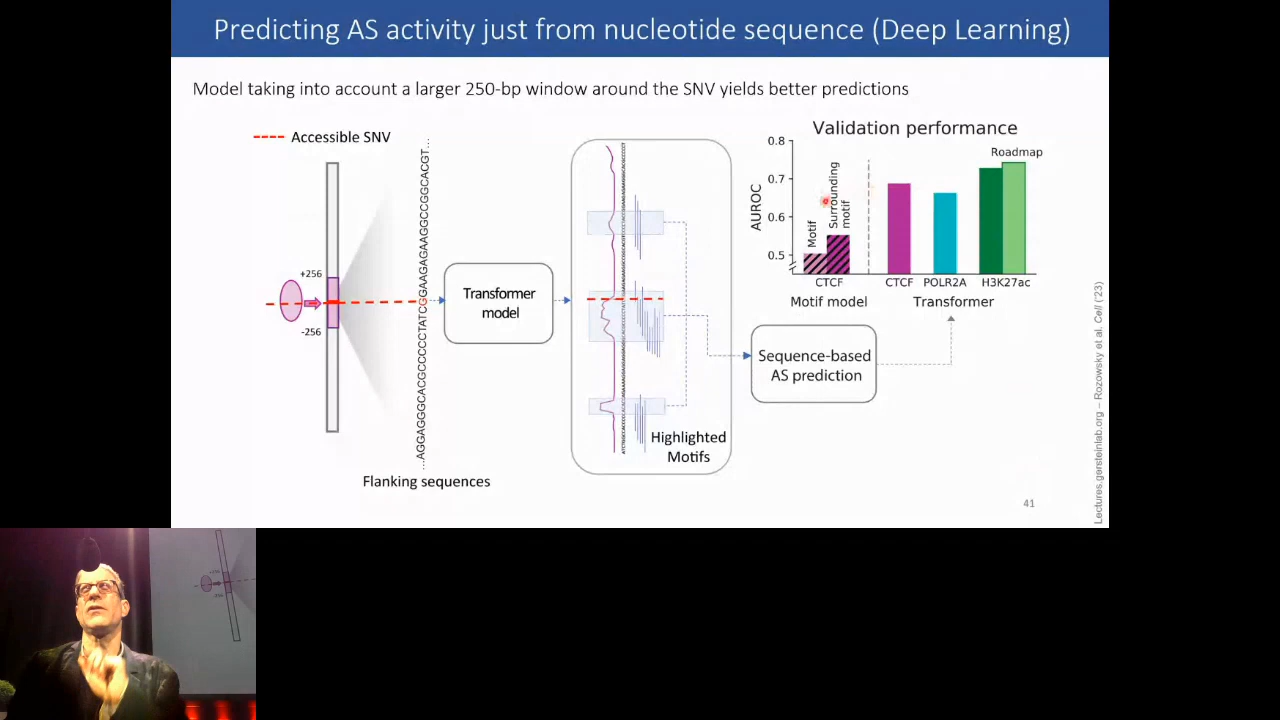 Predicting AS activity just from nucleotide sequence (Deep Learning)
Model taking into account a larger 250-bp window around the SNV yields better predictions
Accessible SNV
+256
-256
...AGGAGGGCACGCCCCCCTATCGGAAGAGAAGGCCGGCACGT...
Flanking sequences
Transformer
model
Highlighted
Motifs
Sequence-based
AS prediction
Validation performance
AUROC
0.8
0.7
0.6
0.5
Motif
Surrounding
motif
Roadmap
CTCF
CTCF
POLR2A
H3K27ac
Motif model
Transformer
41
Lectures.gersteinlab.org – Rozowsky et al. Cell ('23)